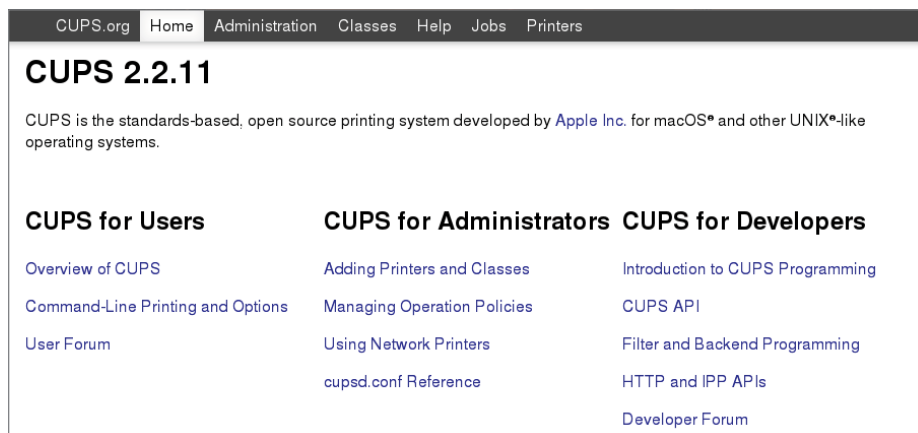 CUPS.org Home Administration Classes Help Jobs Printers
CUPS 2.2.11
CUPS is the standards-based, open source printing system developed by Apple Inc. for macOS® and other UNIX®-like
operating systems.
CUPS for Users
Overview of CUPS
Command-Line Printing and Options
User Forum
CUPS for Administrators
Adding Printers and Classes
Managing Operation Policies
Using Network Printers
cupsd.conf Reference
CUPS for Developers
Introduction to CUPS Programming
CUPS API
Filter and Backend Programming
HTTP and IPP APIs
Developer Forum